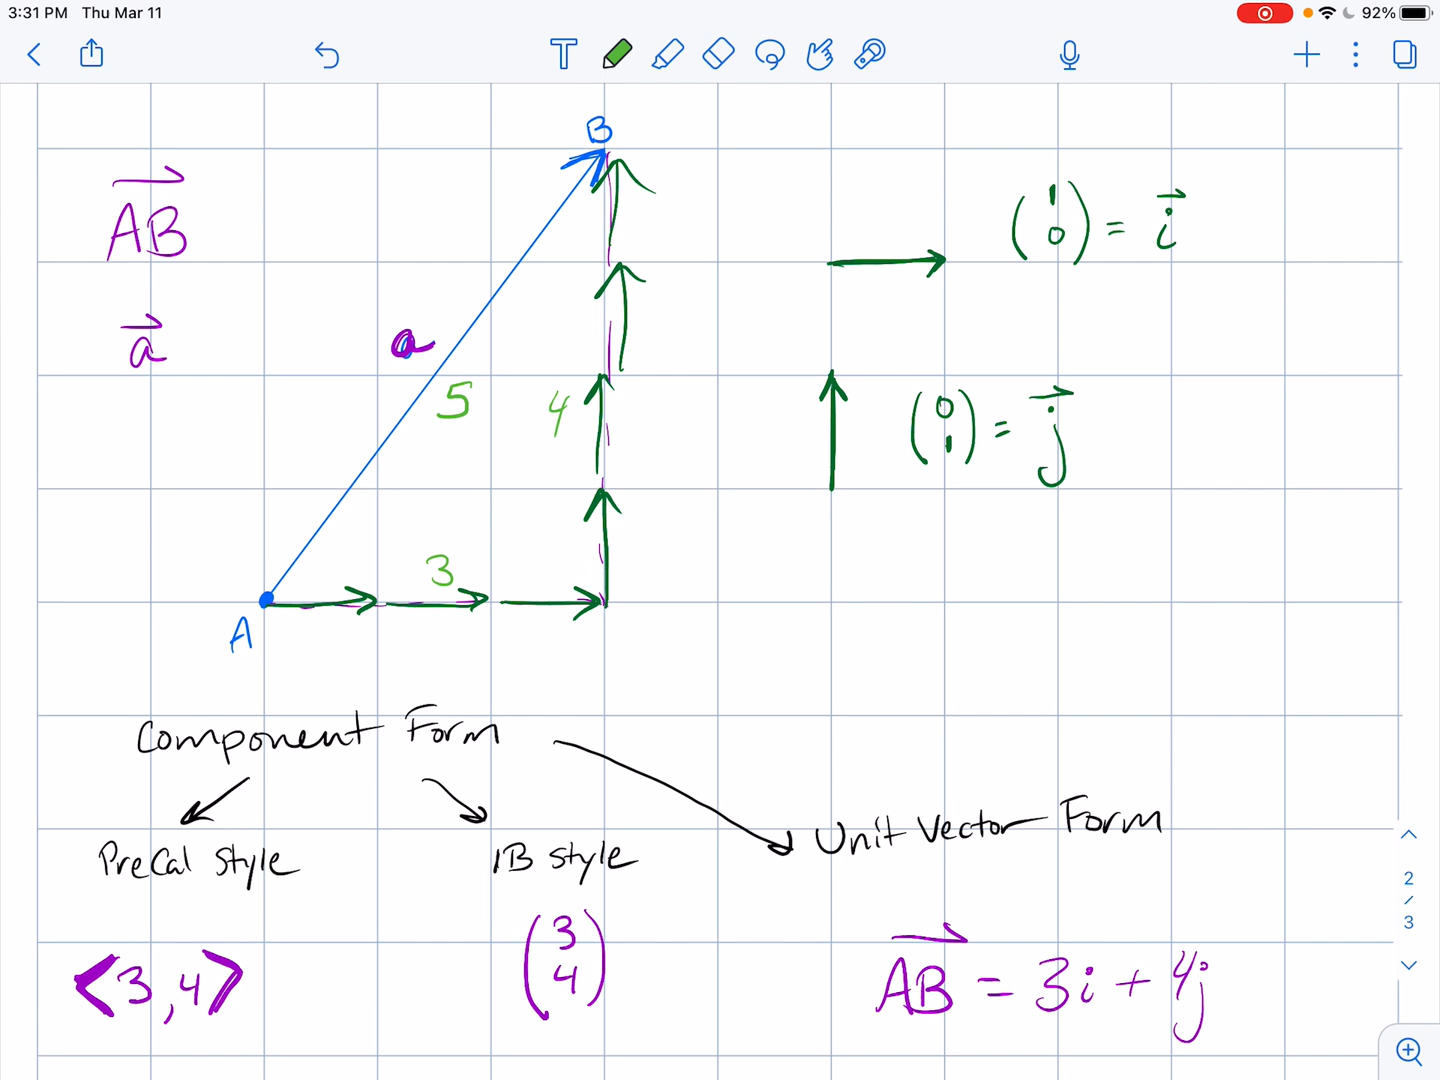 3:31 PM Thu Mar 11
92%
T
B
→
AB
→
a
a
5
4
3
A
(1
0) = →i
(0
1) = →j
Component Form
PreCal Style
IB Style
Unit Vector Form
<3,4>
(3
4)
→
AB = 3i + 4j
2
/
3